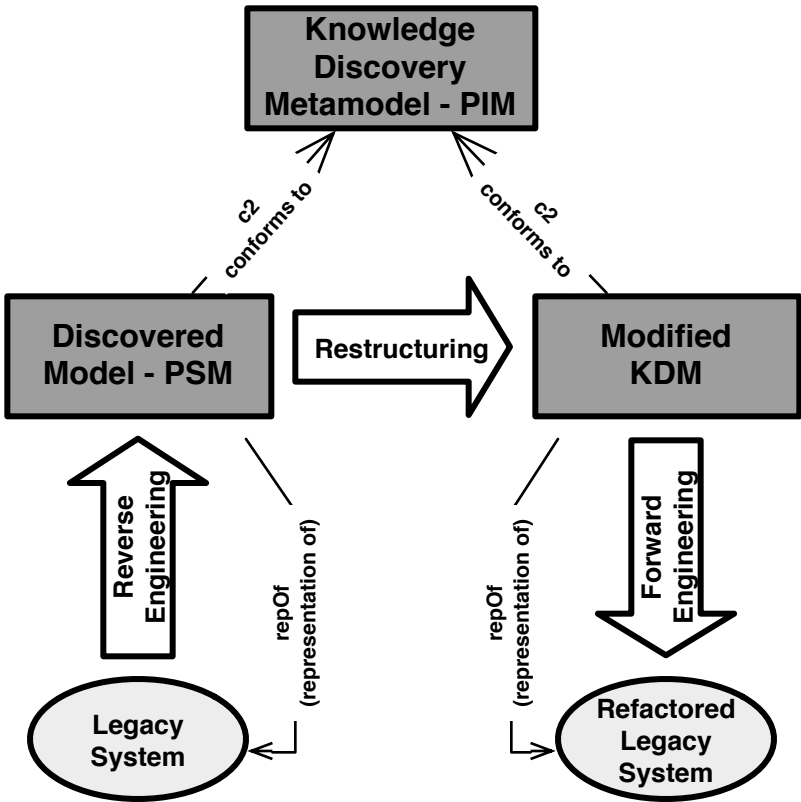 Knowledge
Discovery
Metamodel - PIM
c2
conforms to
c2
conforms to
Discovered
Model - PSM
Restructuring
Modified
KDM
Reverse
Engineering
repOf
(representation of)
repOf
(representation of)
Forward
Engineering
Legacy
System
Refactored
Legacy
System